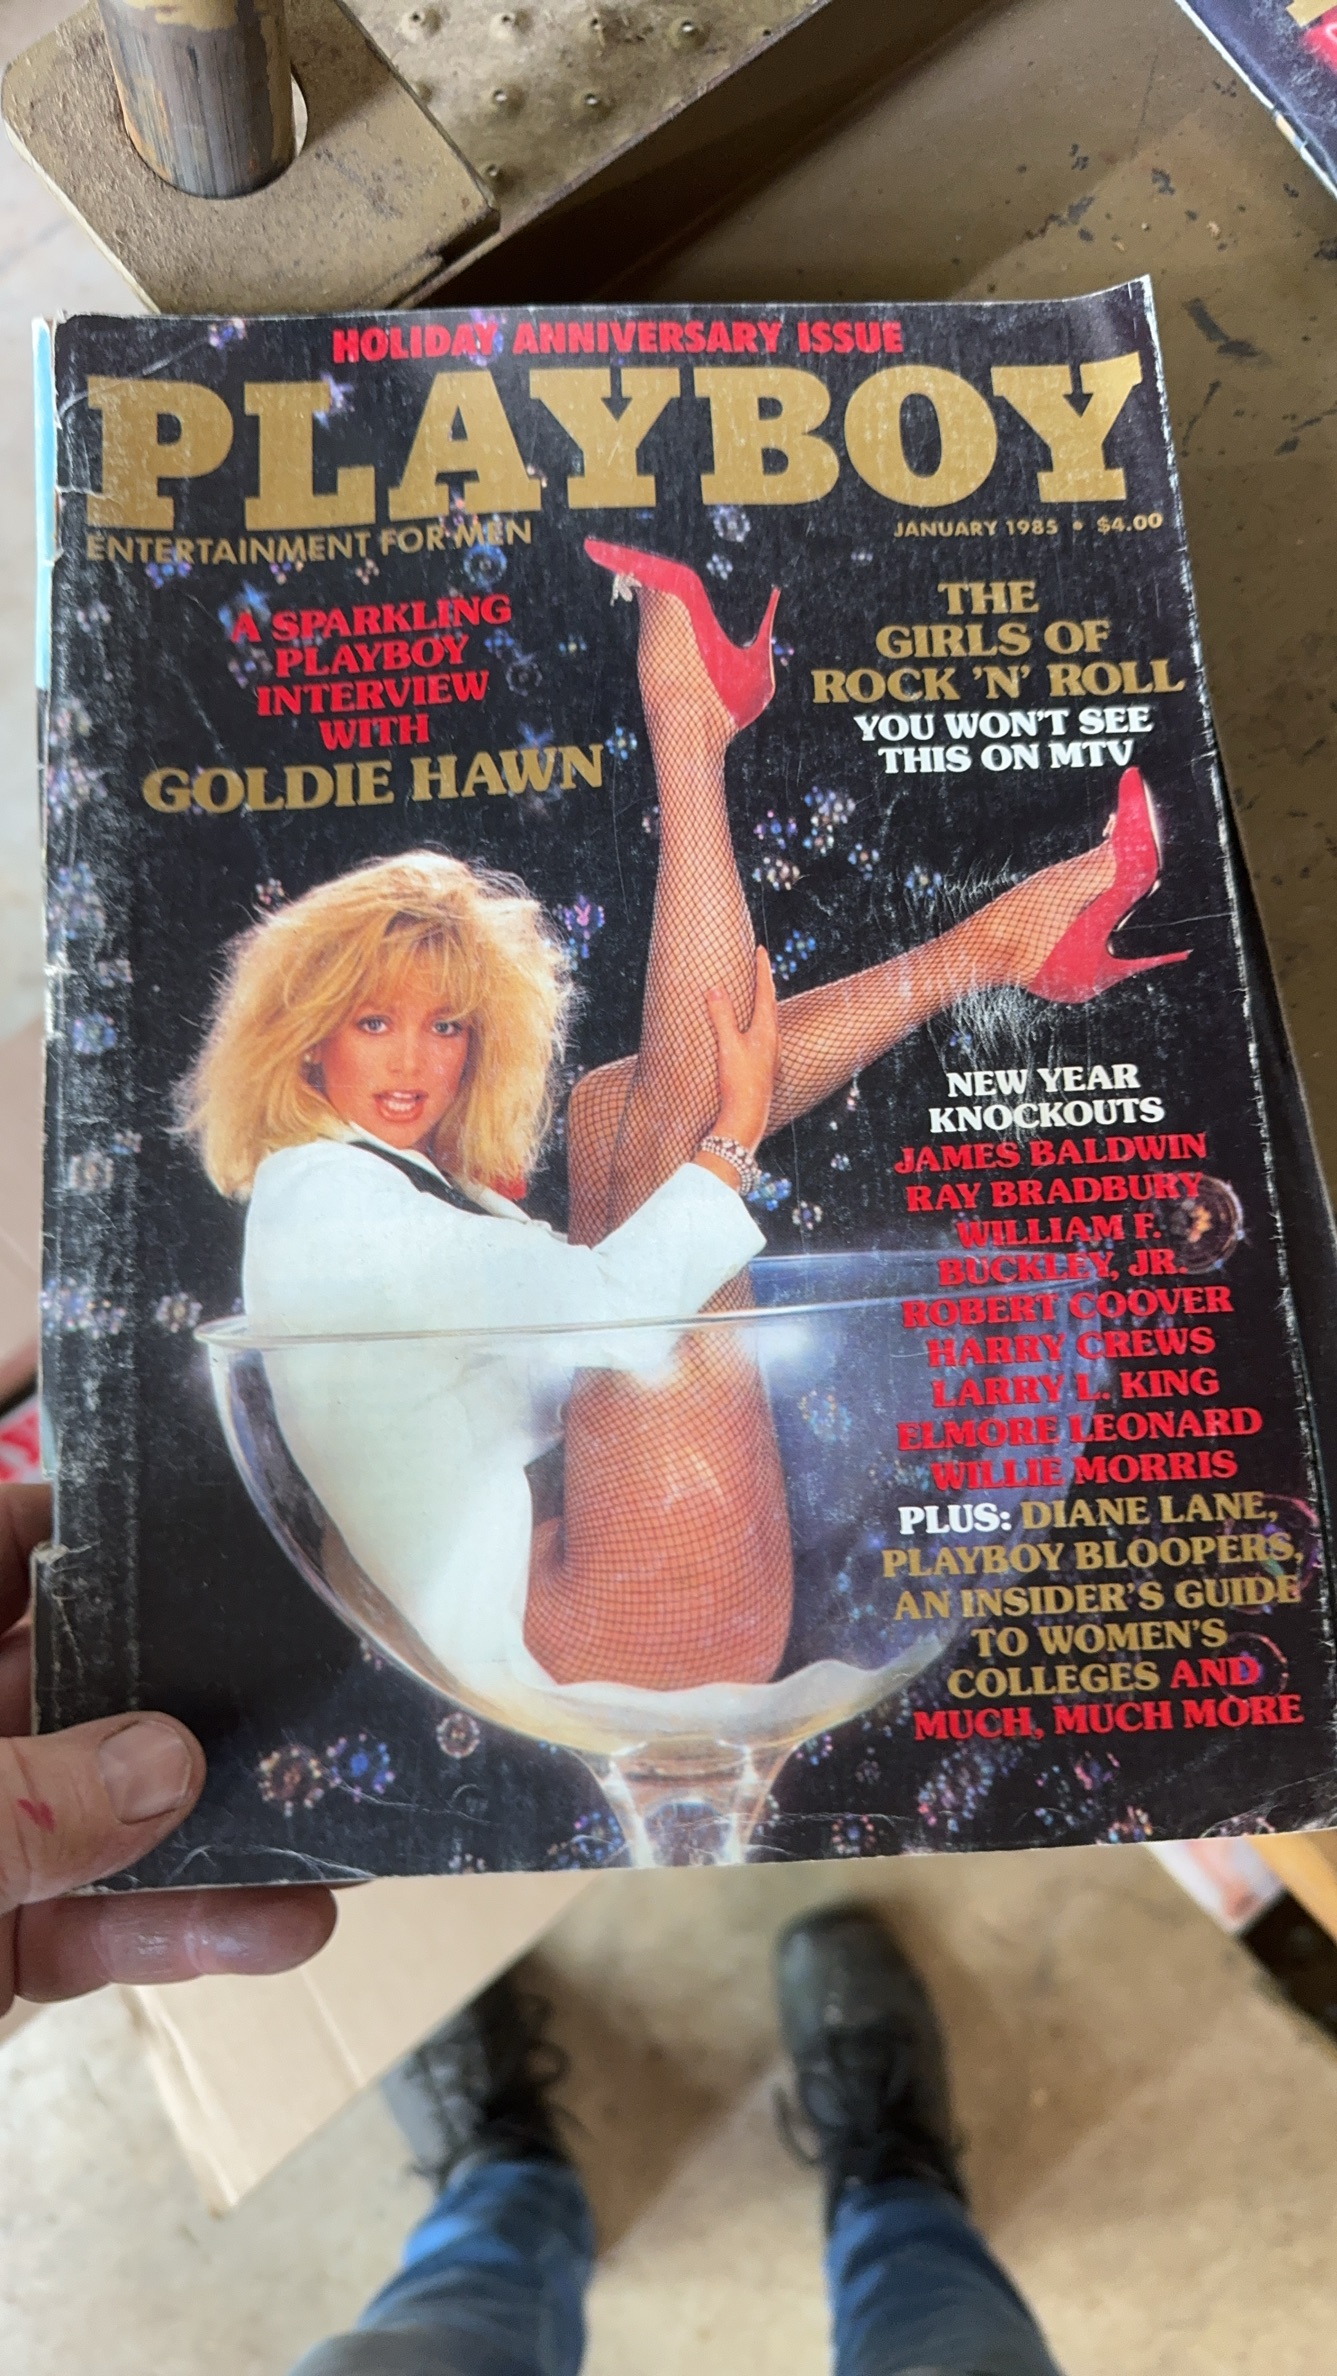 HOLIDAY ANNIVERSARY ISSUE
PLAYBOY
ENTERTAINMENT FOR MEN
JANUARY 1985 • $4.00
A SPARKLING
PLAYBOY
INTERVIEW
WITH
GOLDIE HAWN
THE
GIRLS OF
ROCK 'N' ROLL
YOU WON'T SEE
THIS ON MTV
NEW YEAR
KNOCKOUTS
JAMES BALDWIN
RAY BRADBURY
WILLIAM F.
BUCKLEY, JR.
ROBERT COOVER
HARRY CREWS
LARRY L. KING
ELMORE LEONARD
WILLIE MORRIS
PLUS: DIANE LANE,
PLAYBOY BLOOPERS,
AN INSIDER'S GUIDE
TO WOMEN'S
COLLEGES AND
MUCH, MUCH MORE